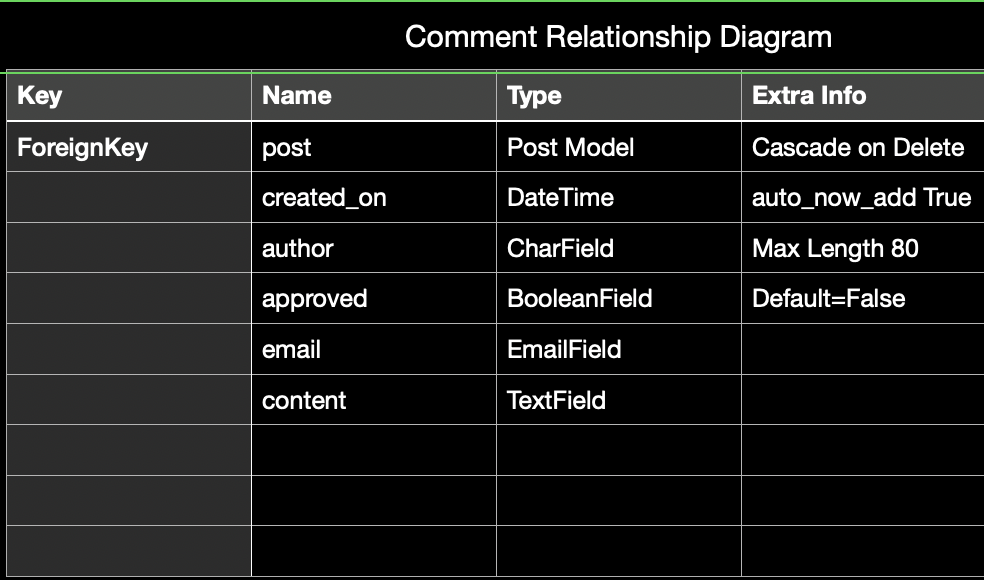 Comment Relationship Diagram
Key Name Type Extra Info
ForeignKey post Post Model Cascade on Delete
created_on DateTime auto_now_add True
author CharField Max Length 80
approved BooleanField Default=False
email EmailField
content TextField